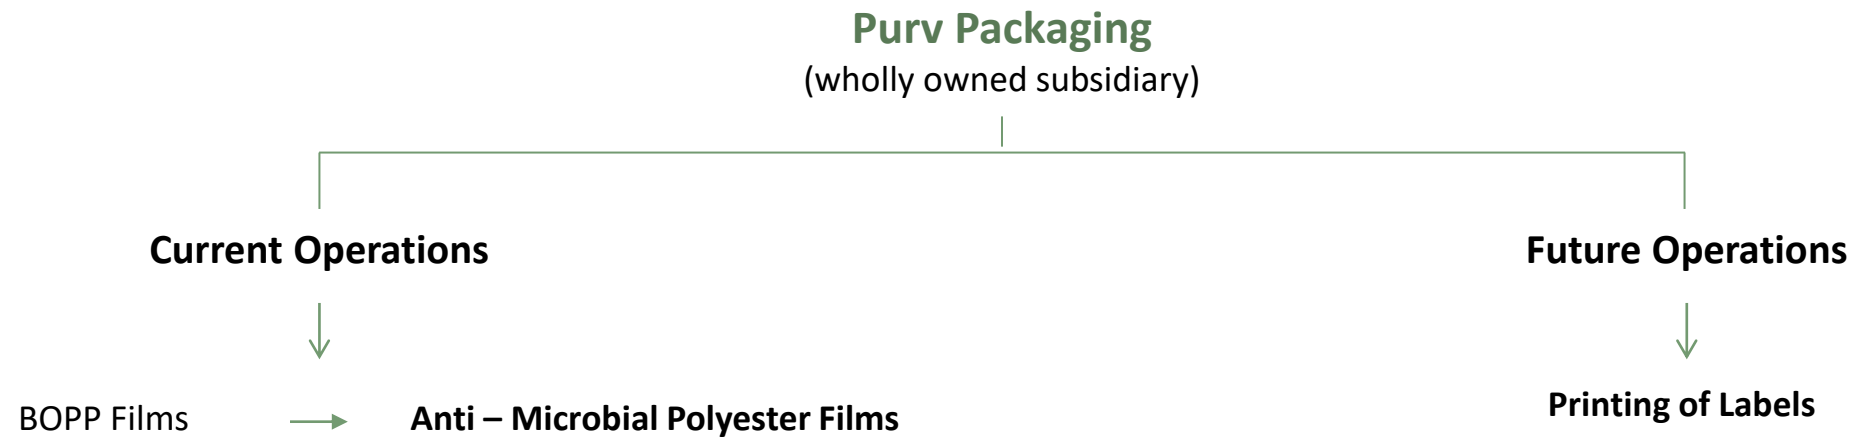 Purv Packaging
(wholly owned subsidiary)
Current Operations
Future Operations
BOPP Films
Anti – Microbial Polyester Films
Printing of Labels